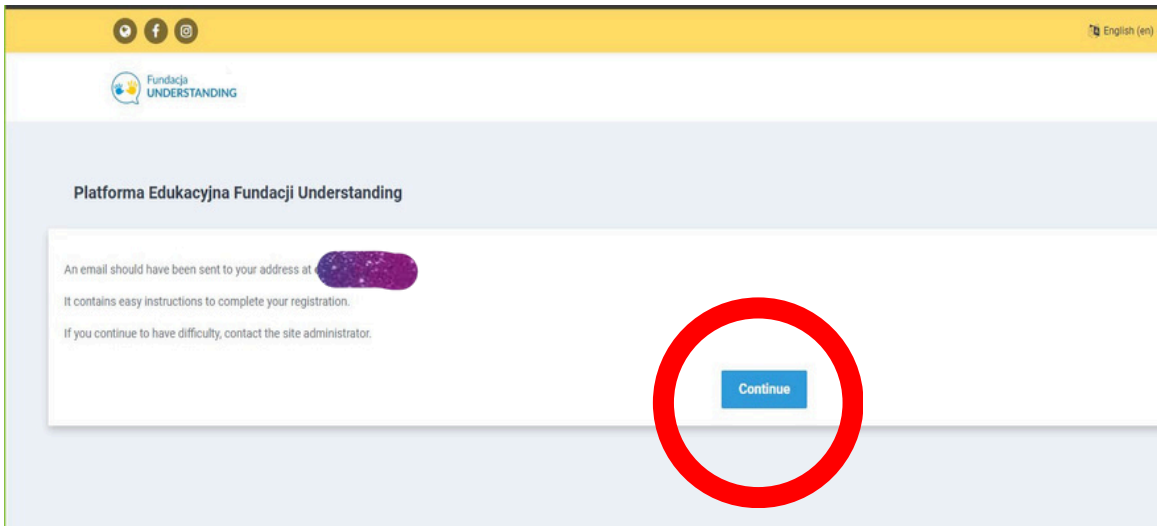 English (en)
Fundacja
UNDERSTANDING
Platforma Edukacyjna Fundacji Understanding
An email should have been sent to your address at
It contains easy instructions to complete your registration.
If you continue to have difficulty, contact the site administrator.
Continue